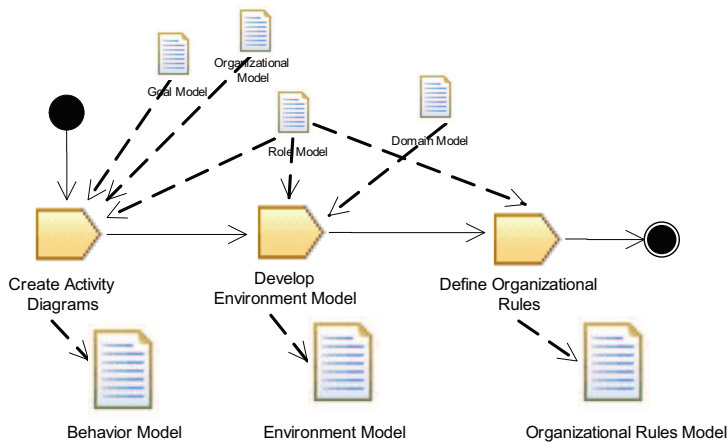 Organizational
Model
Goal Model
Role Model
Domain Model
Create Activity
Diagrams
Develop
Environment Model
Define Organizational
Rules
Behavior Model
Environment Model
Organizational Rules Model